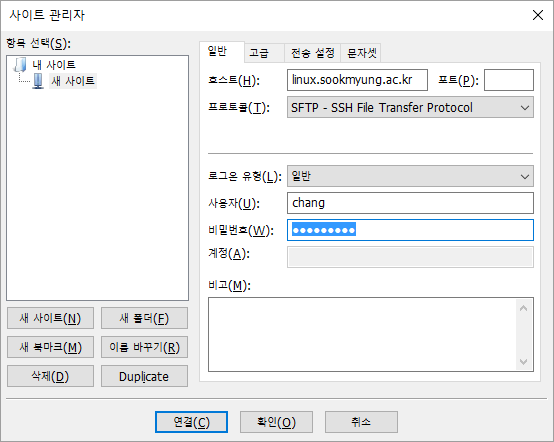 사이트 관리자
항목 선택(S):
내 사이트
새 사이트
새 사이트(N)
새 폴더(F)
새 북마크(M)
이름 바꾸기(R)
삭제(D)
Duplicate
일반
고급
전송 설정
문자셋
호스트(H):
linux.sookmyung.ac.kr
포트(P):
프로토콜(T):
SFTP - SSH File Transfer Protocol
로그온 유형(L):
일반
사용자(U):
chang
비밀번호(W):
●●●●●●●●●
계정(A):
비고(M):
연결(C)
확인(O)
취소